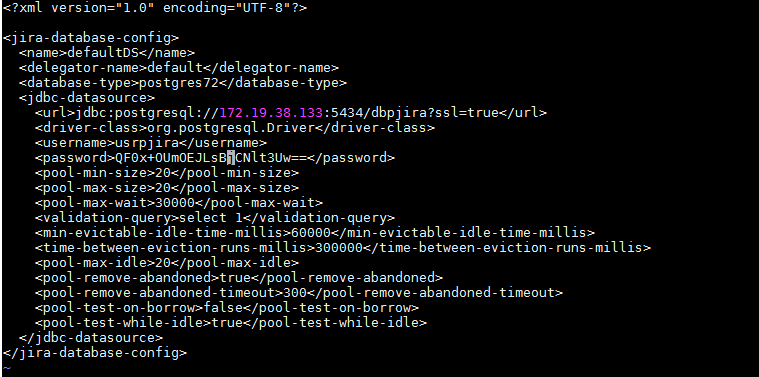 <?xml version="1.0" encoding="UTF-8"?>
<jira-database-config>
<name>defaultDS</name>
<delegator-name>default</delegator-name>
<database-type>postgres72</database-type>
<jdbc-datasource>
<url>jdbc:postgresql://172.19.38.133:5434/dbpjira?ssl=true</url>
<driver-class>org.postgresql.Driver</driver-class>
<username>usrpjira</username>
<password>QF0x+OUmOEJLsBjCNlt3Uw==</password>
<pool-min-size>20</pool-min-size>
<pool-max-size>20</pool-max-size>
<pool-max-wait>30000</pool-max-wait>
<validation-query>select 1</validation-query>
<min-evictable-idle-time-millis>60000</min-evictable-idle-time-millis>
<time-between-eviction-runs-millis>300000</time-between-eviction-runs-millis>
<pool-max-idle>20</pool-max-idle>
<pool-remove-abandoned>true</pool-remove-abandoned>
<pool-remove-abandoned-timeout>300</pool-remove-abandoned-timeout>
<pool-test-on-borrow>false</pool-test-on-borrow>
<pool-test-while-idle>true</pool-test-while-idle>
</jdbc-datasource>
</jira-database-config>
~